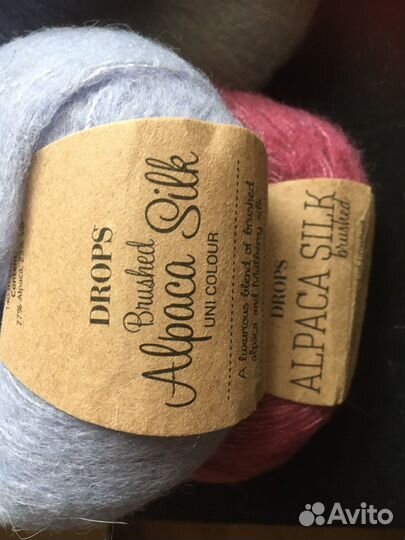 DROPS
Brushed
Alpaca Silk
UNI COLOUR
A luxurious blend of brushed
alpaca and Mulberry silk
77% Alpaca,
DROPS
ALPACA SILK
brushed
Avito